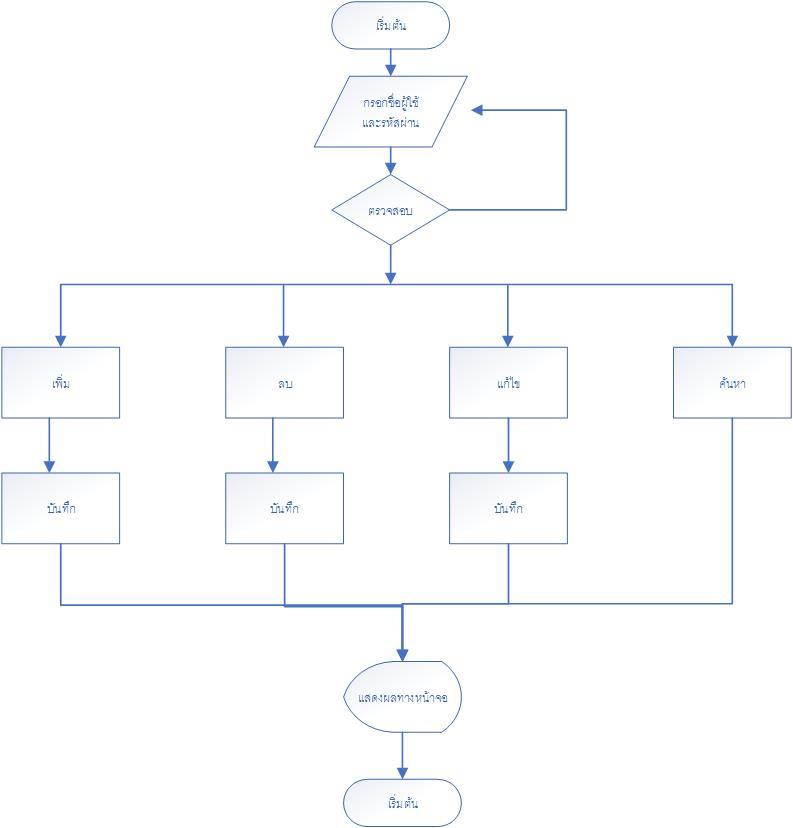 เริ่มต้น
กรอกชื่อผู้ใช้
และรหัสผ่าน
ตรวจสอบ
เพิ่ม
ลบ
แก้ไข
ค้นหา
บันทึก
บันทึก
บันทึก
แสดงผลทางหน้าจอ
เริ่มต้น